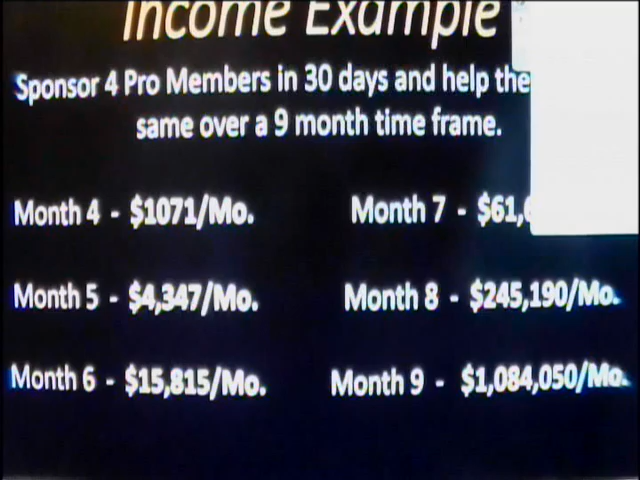 Income Example
Sponsor 4 Pro Members in 30 days and help the
same over a 9 month time frame.
Month 4 - $1071/Mo.
Month 7 -
Month 5 - $4,347/Mo.
Month 8 - $245,190/Mo.
Month 6 - $15,815/Mo.
Month 9 - $1,084,050/Mo.